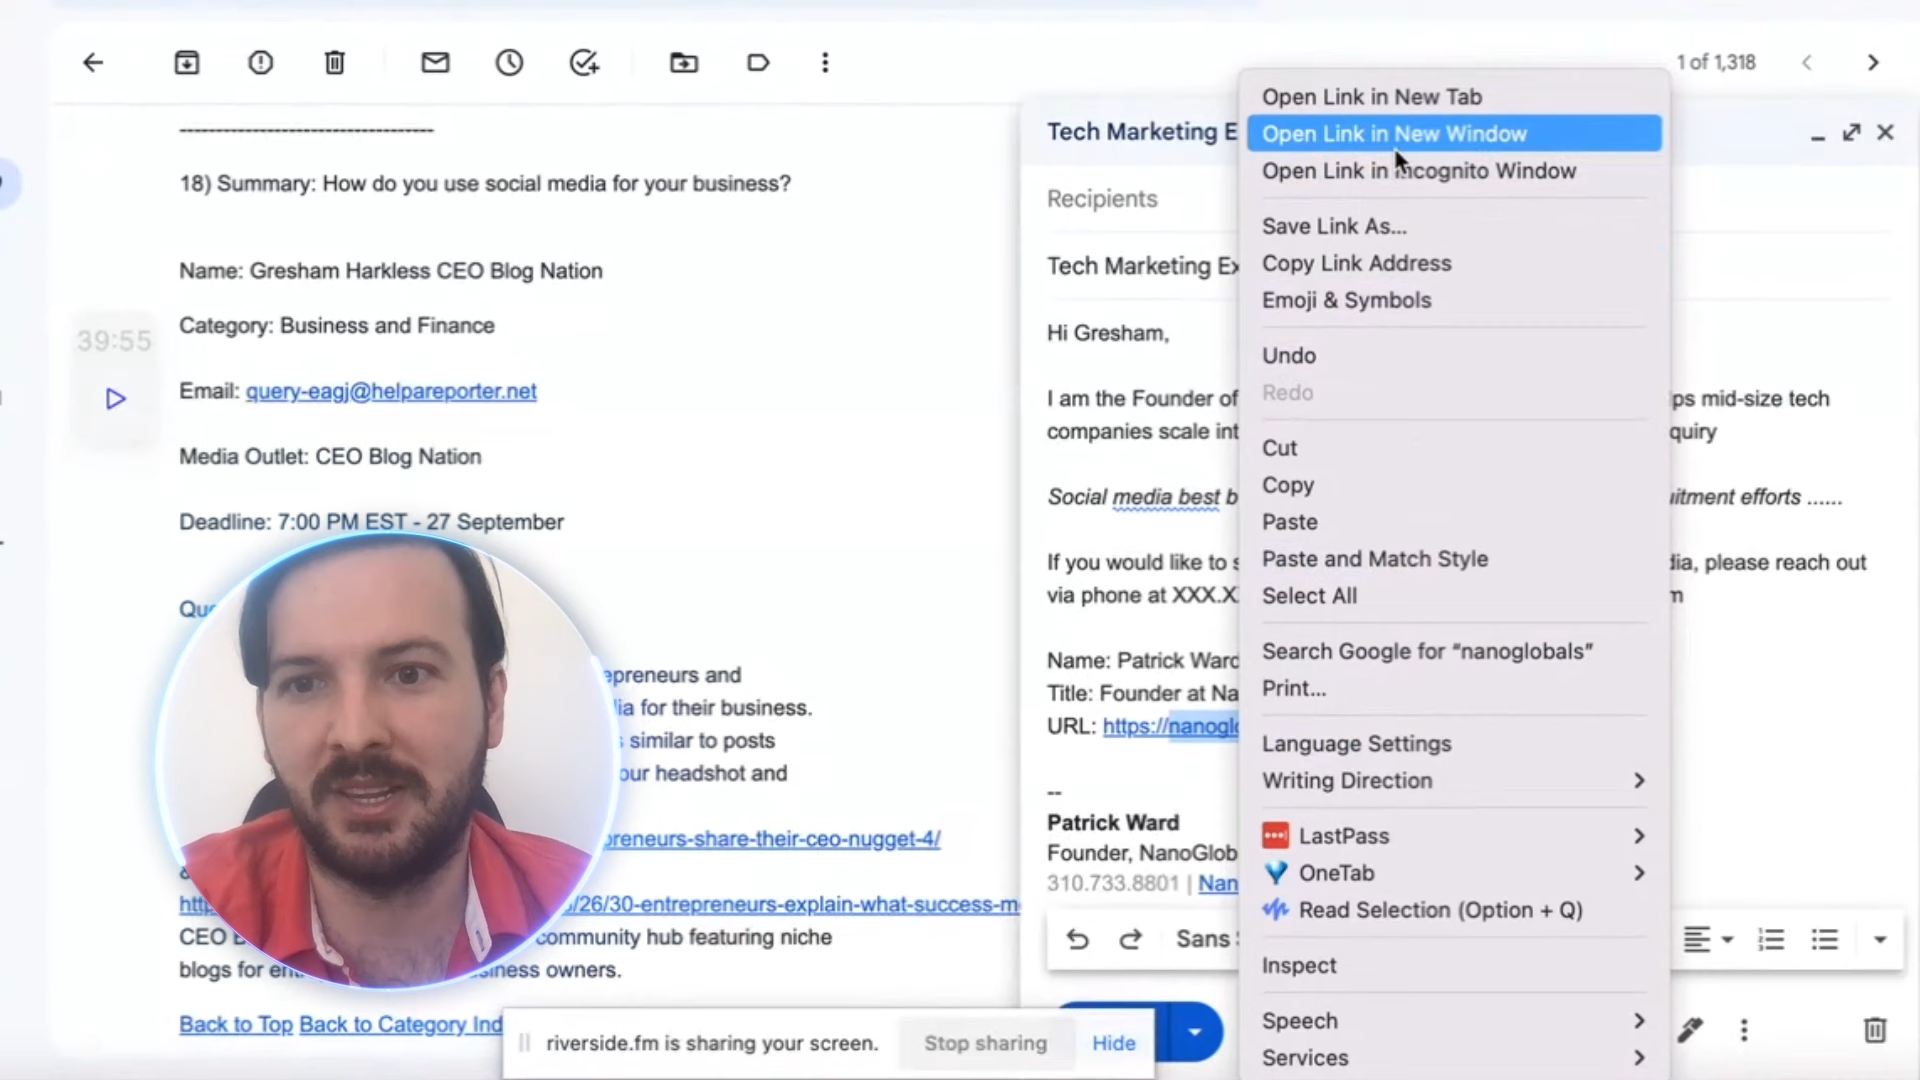 1 of 1,318
----------------------------------
18) Summary: How do you use social media for your business?
Name: Gresham Harkless CEO Blog Nation
Category: Business and Finance
39:55
Email: query-eagj@helpareporter.net
Media Outlet: CEO Blog Nation
Deadline: 7:00 PM EST - 27 September
epreneurs and
ia for their business.
similar to posts
our headshot and
preneurs-share-their-ceo-nugget-4/
/26/30-entrepreneurs-explain-what-success-m
CEO community hub featuring niche
blogs for siness owners.
Back to Top Back to Category Ind
riverside.fm is sharing your screen. Stop sharing Hide
Tech Marketing E
Recipients
Tech Marketing Ex
Hi Gresham,
I am the Founder of ps mid-size tech
companies scale int quiry
Social media best b uitment efforts ......
If you would like to s dia, please reach out
via phone at XXX.X m
Name: Patrick Ward
Title: Founder at Na
URL: https://nanoglo
--
Patrick Ward
Founder, NanoGlob
310.733.8801 | Nan
Sans
Open Link in New Tab
Open Link in New Window
Open Link in Incognito Window
Save Link As...
Copy Link Address
Emoji & Symbols
Undo
Redo
Cut
Copy
Paste
Paste and Match Style
Select All
Search Google for “nanoglobals”
Print...
Language Settings
Writing Direction
LastPass
OneTab
Read Selection (Option + Q)
Inspect
Speech
Services